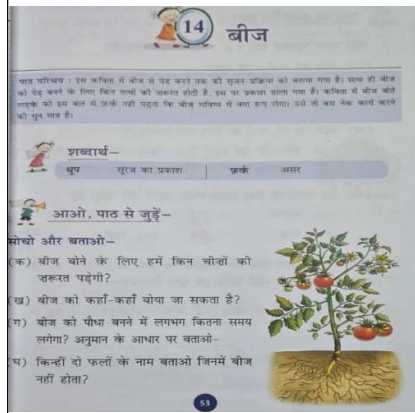 14 बीज
पाठ परिचय : इस कविता में बीज से पेड़ बनने तक की सृजन-प्रक्रिया को बताया गया है। साथ ही बीज
को पेड़ बनने के लिए किन तत्वों की ज़रूरत होती है, इस पर प्रकाश डाला गया है। कविता में बीज बोते
लड़के को इस बात से फ़र्क नहीं पड़ता कि बीज भविष्य में क्या रूप लेगा। उसे तो बस नेक कार्य करने
की धुन मात्र है।
शब्दार्थ–
धूप सूरज का प्रकाश फ़र्क असर
आओ, पाठ से जुड़ें–
सोचो और बताओ–
(क) बीज बोने के लिए हमें किन चीज़ों की
ज़रूरत पड़ेगी?
(ख) बीज को कहाँ-कहाँ बोया जा सकता है?
(ग) बीज को पौधा बनने में लगभग कितना समय
लगेगा? अनुमान के आधार पर बताओ-
(घ) किन्हीं दो फलों के नाम बताओ जिनमें बीज
नहीं होता?
53